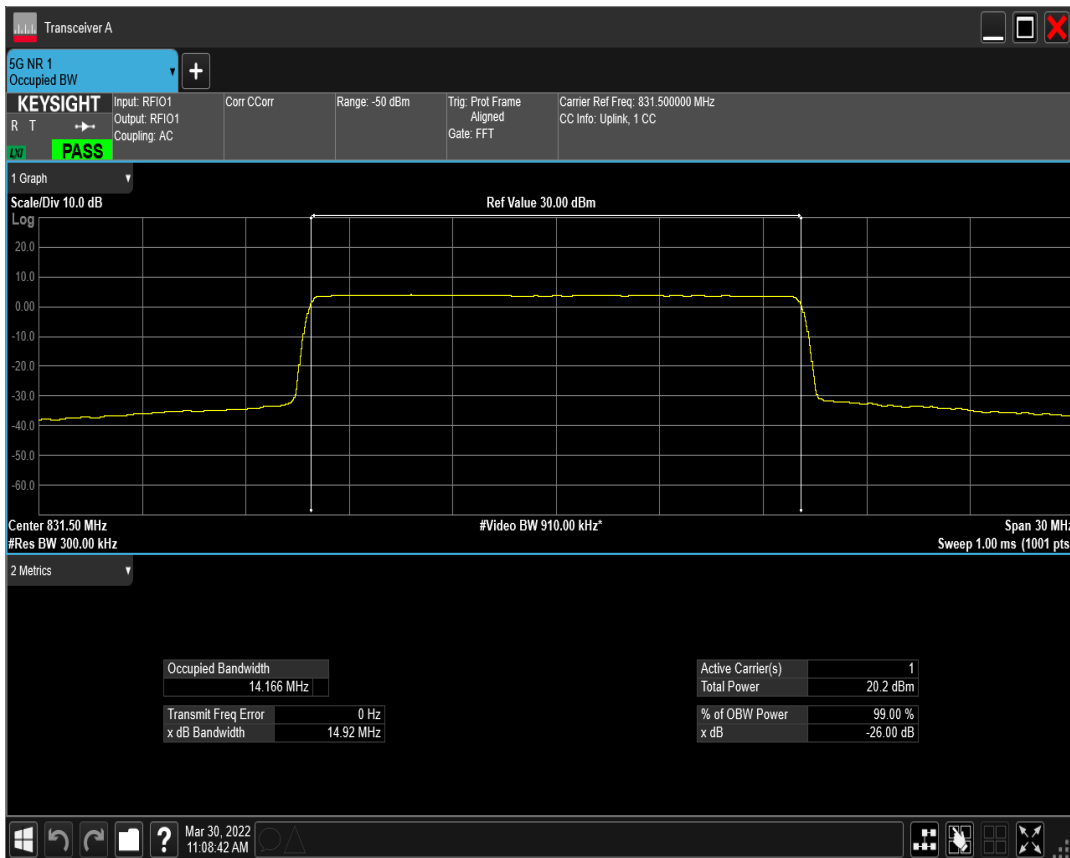 Transceiver A
5G NR 1
Occupied BW
KEYSIGHT
R T
LXI
PASS
Input: RFIO1
Output: RFIO1
Coupling: AC
Corr CCorr
Range: -50 dBm
Trig: Prot Frame
Aligned
Gate: FFT
Carrier Ref Freq: 831.500000 MHz
CC Info: Uplink, 1 CC
1 Graph
Scale/Div 10.0 dB
Ref Value 30.00 dBm
Log
20.0
10.0
0.00
-10.0
-20.0
-30.0
-40.0
-50.0
-60.0
Center 831.50 MHz
#Video BW 910.00 kHz*
Span 30 MHz
#Res BW 300.00 kHz
Sweep 1.00 ms (1001 pts
2 Metrics
Occupied Bandwidth
14.166 MHz
Transmit Freq Error 0 Hz
x dB Bandwidth 14.92 MHz
Active Carrier(s) 1
Total Power 20.2 dBm
% of OBW Power 99.00 %
x dB -26.00 dB
?
Mar 30, 2022
11:08:42 AM